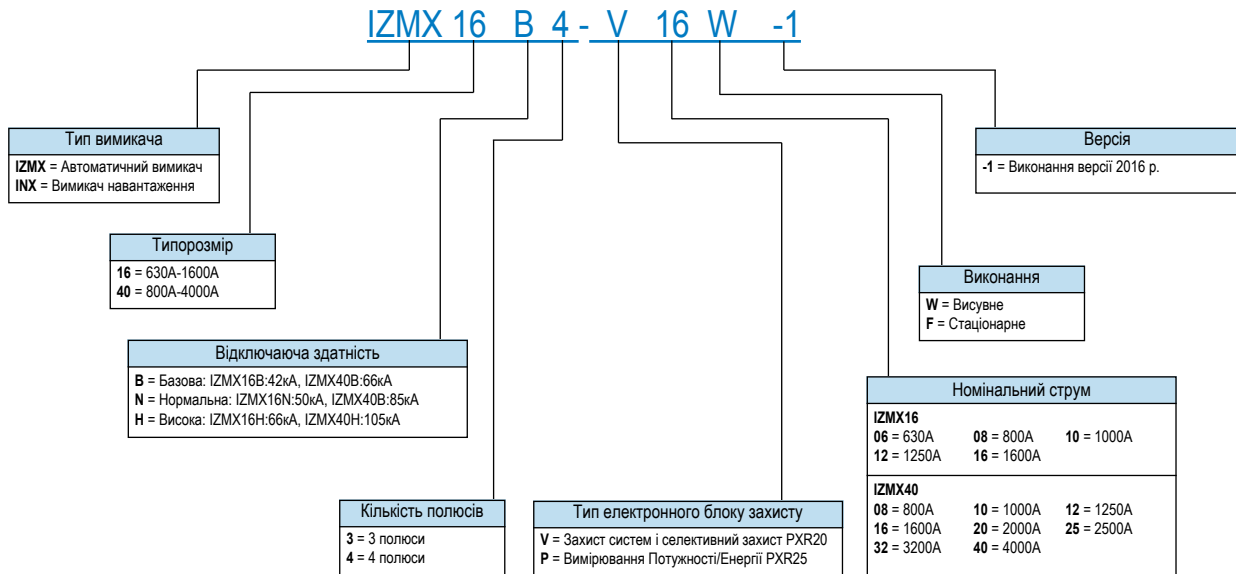 IZMX 16 B 4 - V 16 W -1
Тип вимикача
IZMX = Автоматичний вимикач
INX = Вимикач навантаження
Версія
-1 = Виконання версії 2016 р.
Типорозмір
16 = 630А-1600А
40 = 800А-4000А
Виконання
W = Висувне
F = Стаціонарне
Відключаюча здатність
B = Базова: IZMX16B:42кА, IZMX40B:66кА
N = Нормальна: IZMX16N:50кА, IZMX40B:85кА
H = Висока: IZMX16H:66кА, IZMX40H:105кА
Номінальний струм
IZMX16
06 = 630A 08 = 800A 10 = 1000A
12 = 1250A 16 = 1600A
IZMX40
08 = 800A 10 = 1000A 12 = 1250A
16 = 1600A 20 = 2000A 25 = 2500A
32 = 3200A 40 = 4000A
Кількість полюсів
3 = 3 полюси
4 = 4 полюси
Тип електронного блоку захисту
V = Захист систем і селективний захист PXR20
P = Вимірювання Потужності/Енергії PXR25